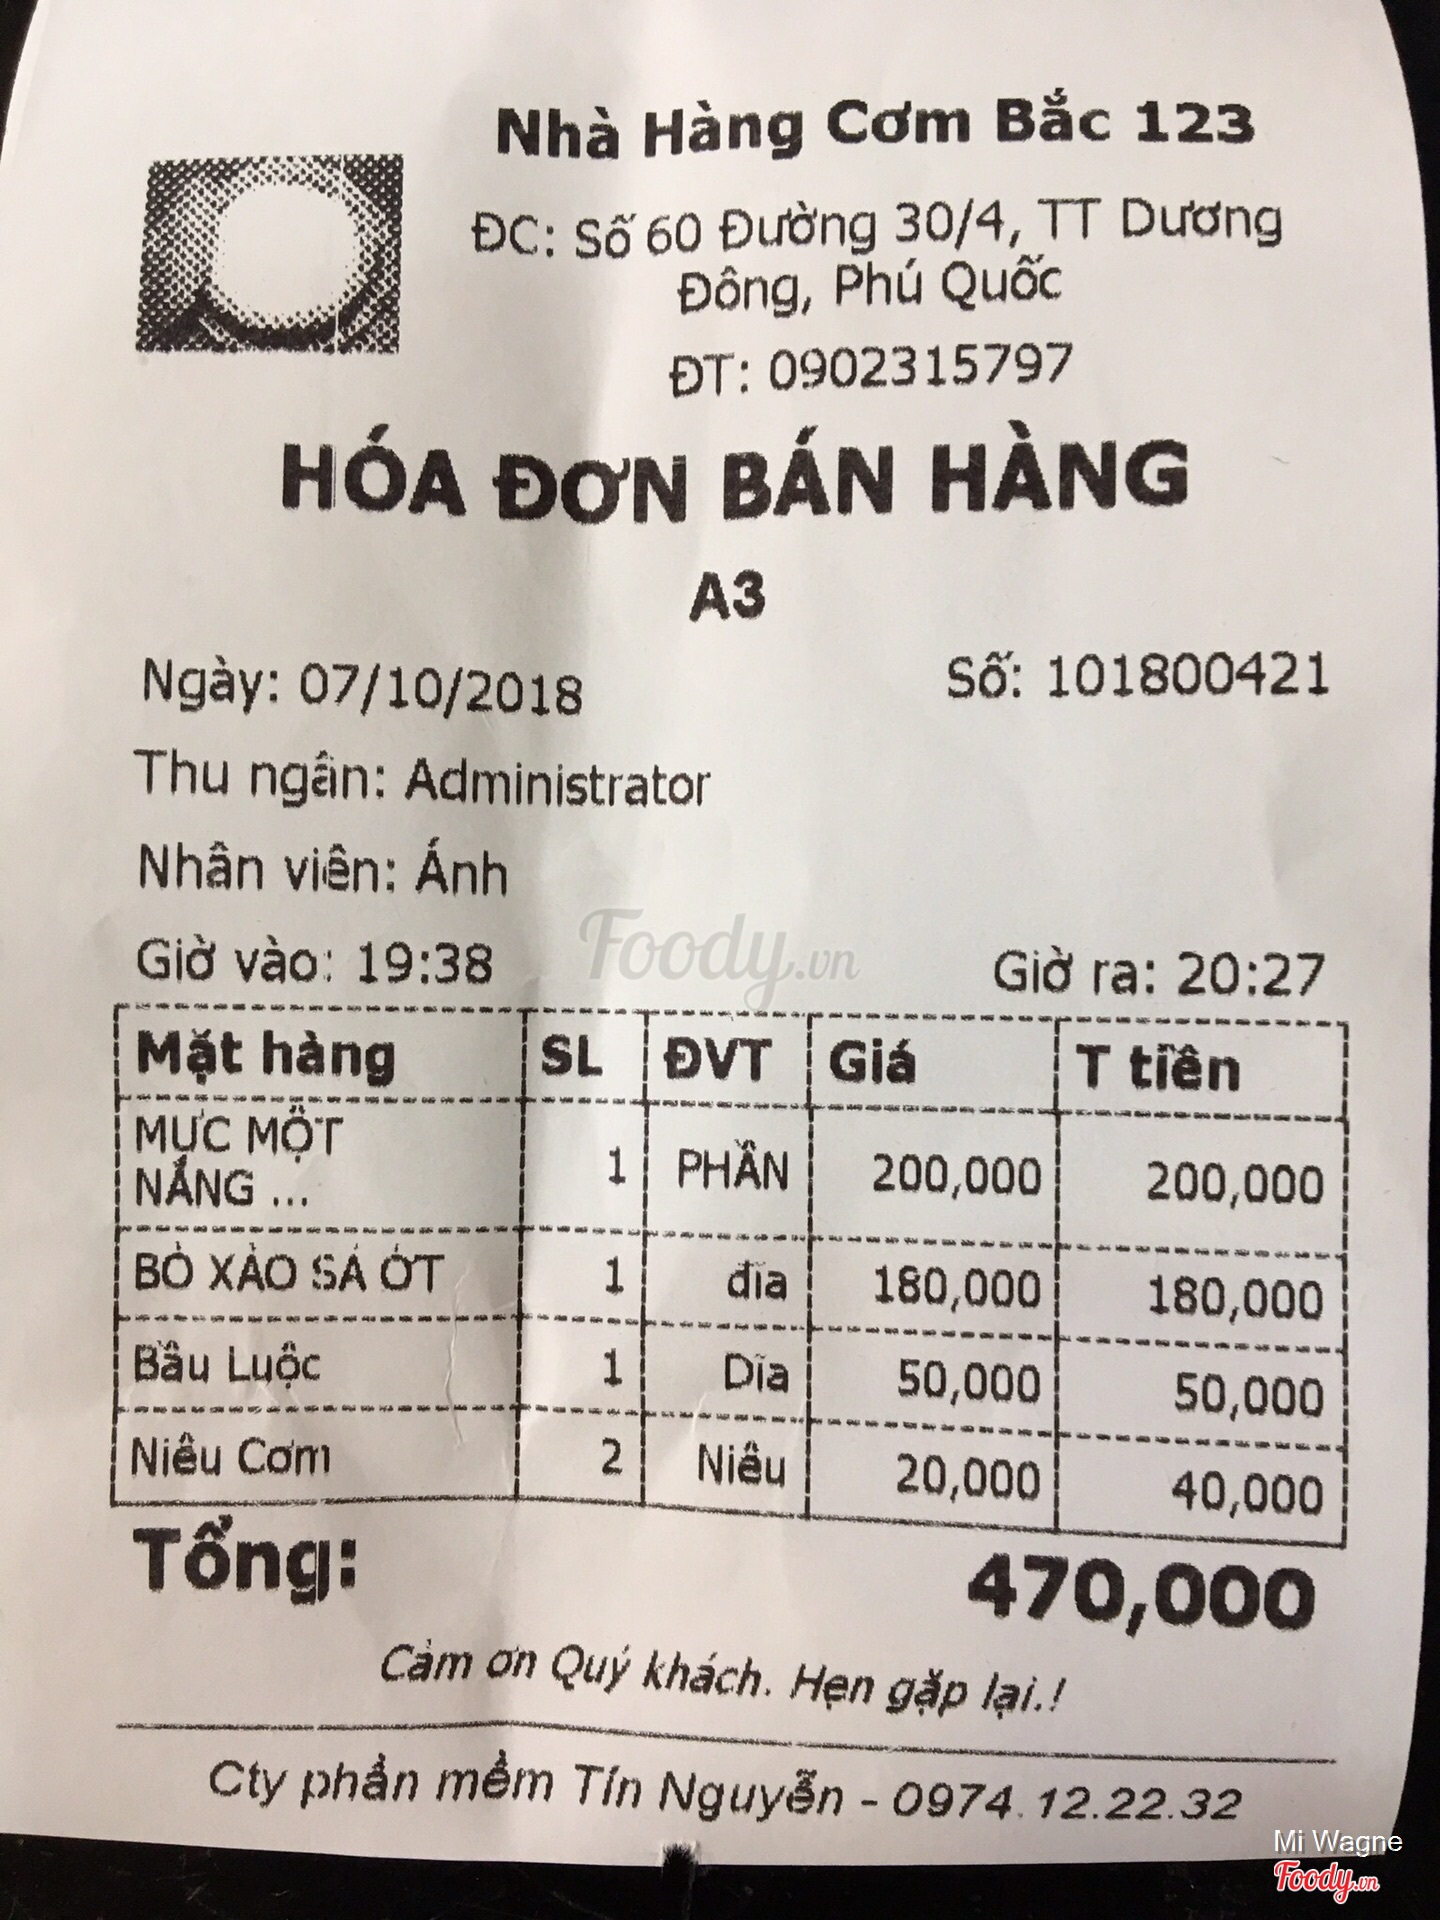 Nhà Hàng Cơm Bắc 123
ĐC: Số 60 Đường 30/4, TT Dương
Đông, Phú Quốc
ĐT: 0902315797
HÓA ĐƠN BÁN HÀNG
A3
Ngày: 07/10/2018 Số: 101800421
Thu ngân: Administrator
Nhân viên: Ánh
Foody.vn
Giờ vào: 19:38 Giờ ra: 20:27
Mặt hàng SL ĐVT Giá T tiền
MỰC MỘT
NẮNG ... 1 PHẦN 200,000 200,000
BÒ XÀO SẢ ỚT 1 đĩa 180,000 180,000
Bầu Luộc 1 Dĩa 50,000 50,000
Niêu Cơm 2 Niêu 20,000 40,000
Tổng: 470,000
Cảm ơn Quý khách. Hẹn gặp lại.!
Cty phần mềm Tín Nguyễn - 0974.12.22.32
Mi Wagne
Foody.vn